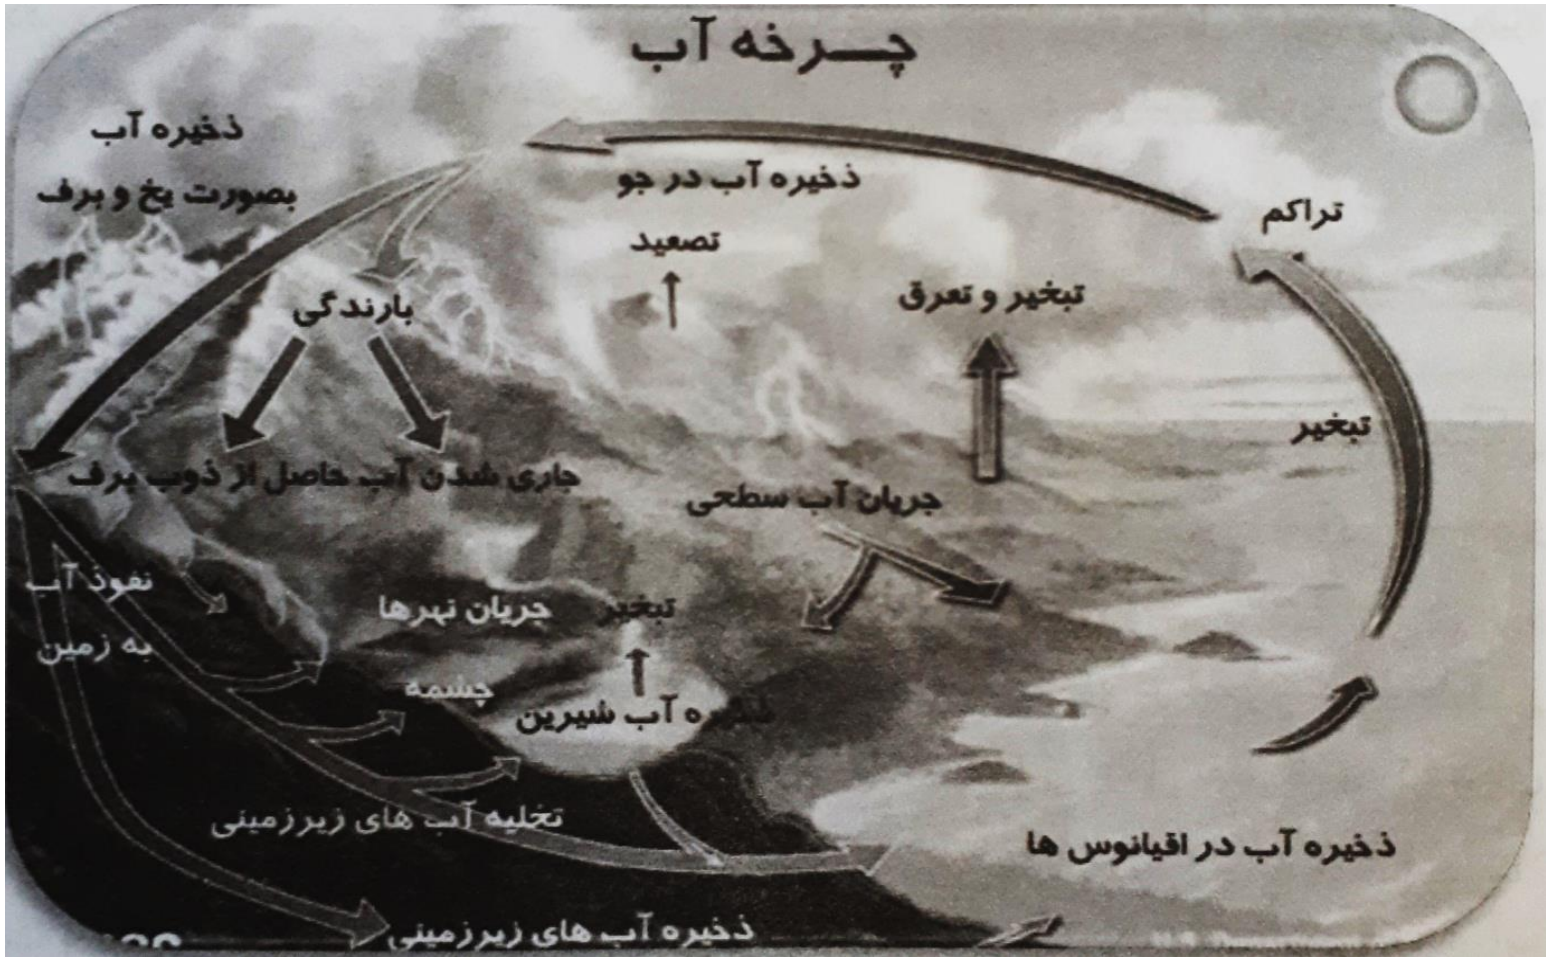 چرخه آب
ذخیره آب
بصورت یخ و برف
ذخیره آب در جو
تراکم
تصعید
تبخیر و تعرق
بارندگی
تبخیر
جاری شدن آب حاصل از ذوب برف
جریان آب سطحی
نفوذ آب
به زمین
جریان نهرها
تبخیر
چشمه
ذخیره آب شیرین
تخلیه آب های زیرزمینی
ذخیره آب در اقیانوس ها
ذخیره آب های زیرزمینی